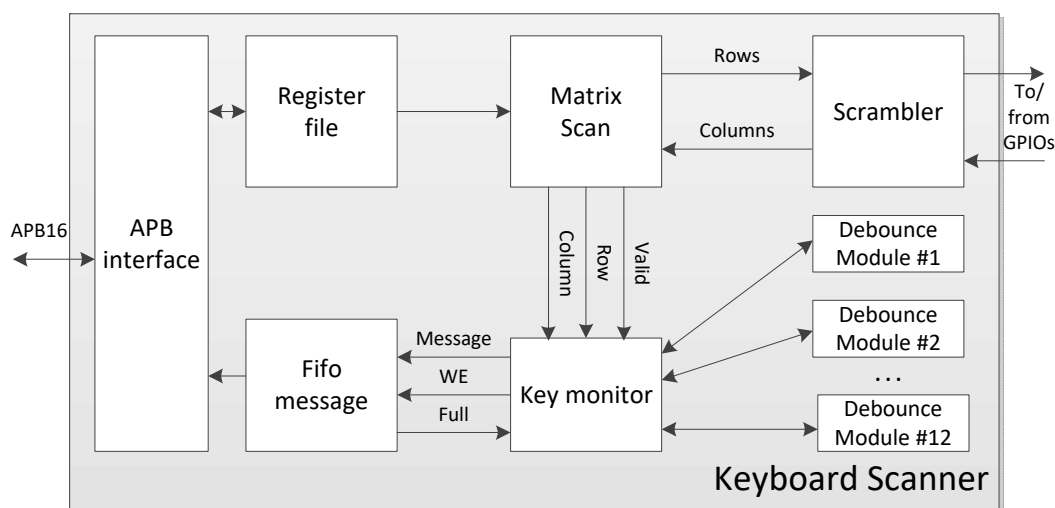 Register
file
Matrix
Scan
Rows
Columns
Scrambler
To/
from
GPIOs
APB16
APB
interface
Column
Row
Valid
Debounce
Module #1
Debounce
Module #2
...
Debounce
Module #12
Fifo
message
Message
WE
Full
Key monitor
Keyboard Scanner